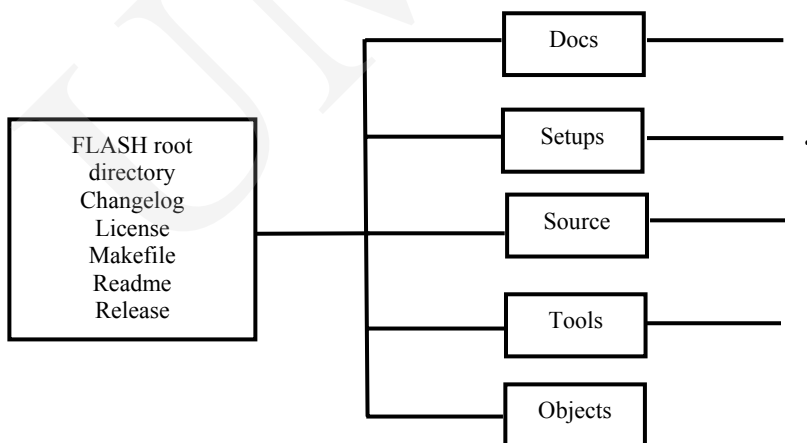 FLASH root
directory
Changelog
License
Makefile
Readme
Release
Docs
Setups
Source
Tools
Objects